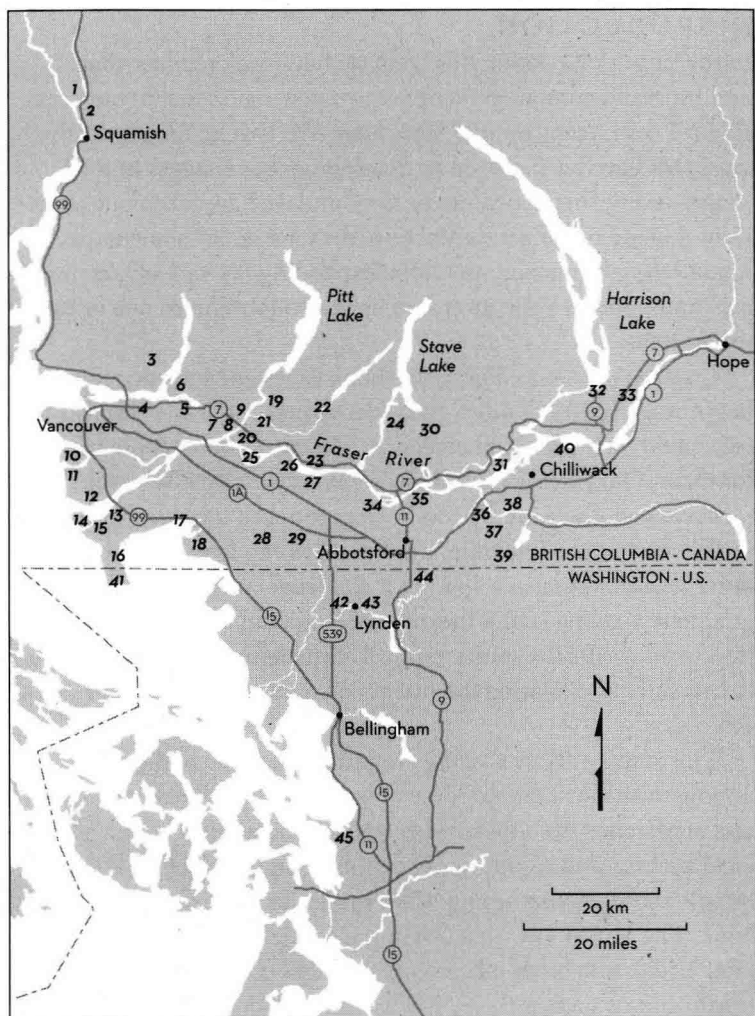 1
2
Squamish
99
Pitt
Lake
Harrison
Lake
Stave
Lake
Hope
7
1
3
6
4
5
7
9
19
22
32
33
9
7
8
21
24
30
Vancouver
20
Fraser River
10
25
26
23
31
40
11
1
27
7
Chilliwack
1A
12
34
35
36
38
14
15
13
99
17
11
37
16
18
28
29
Abbotsford
39
BRITISH COLUMBIA - CANADA
41
44
WASHINGTON - U.S.
42
43
Lynden
I5
539
N
9
Bellingham
I5
45
11
20 km
20 miles
I5